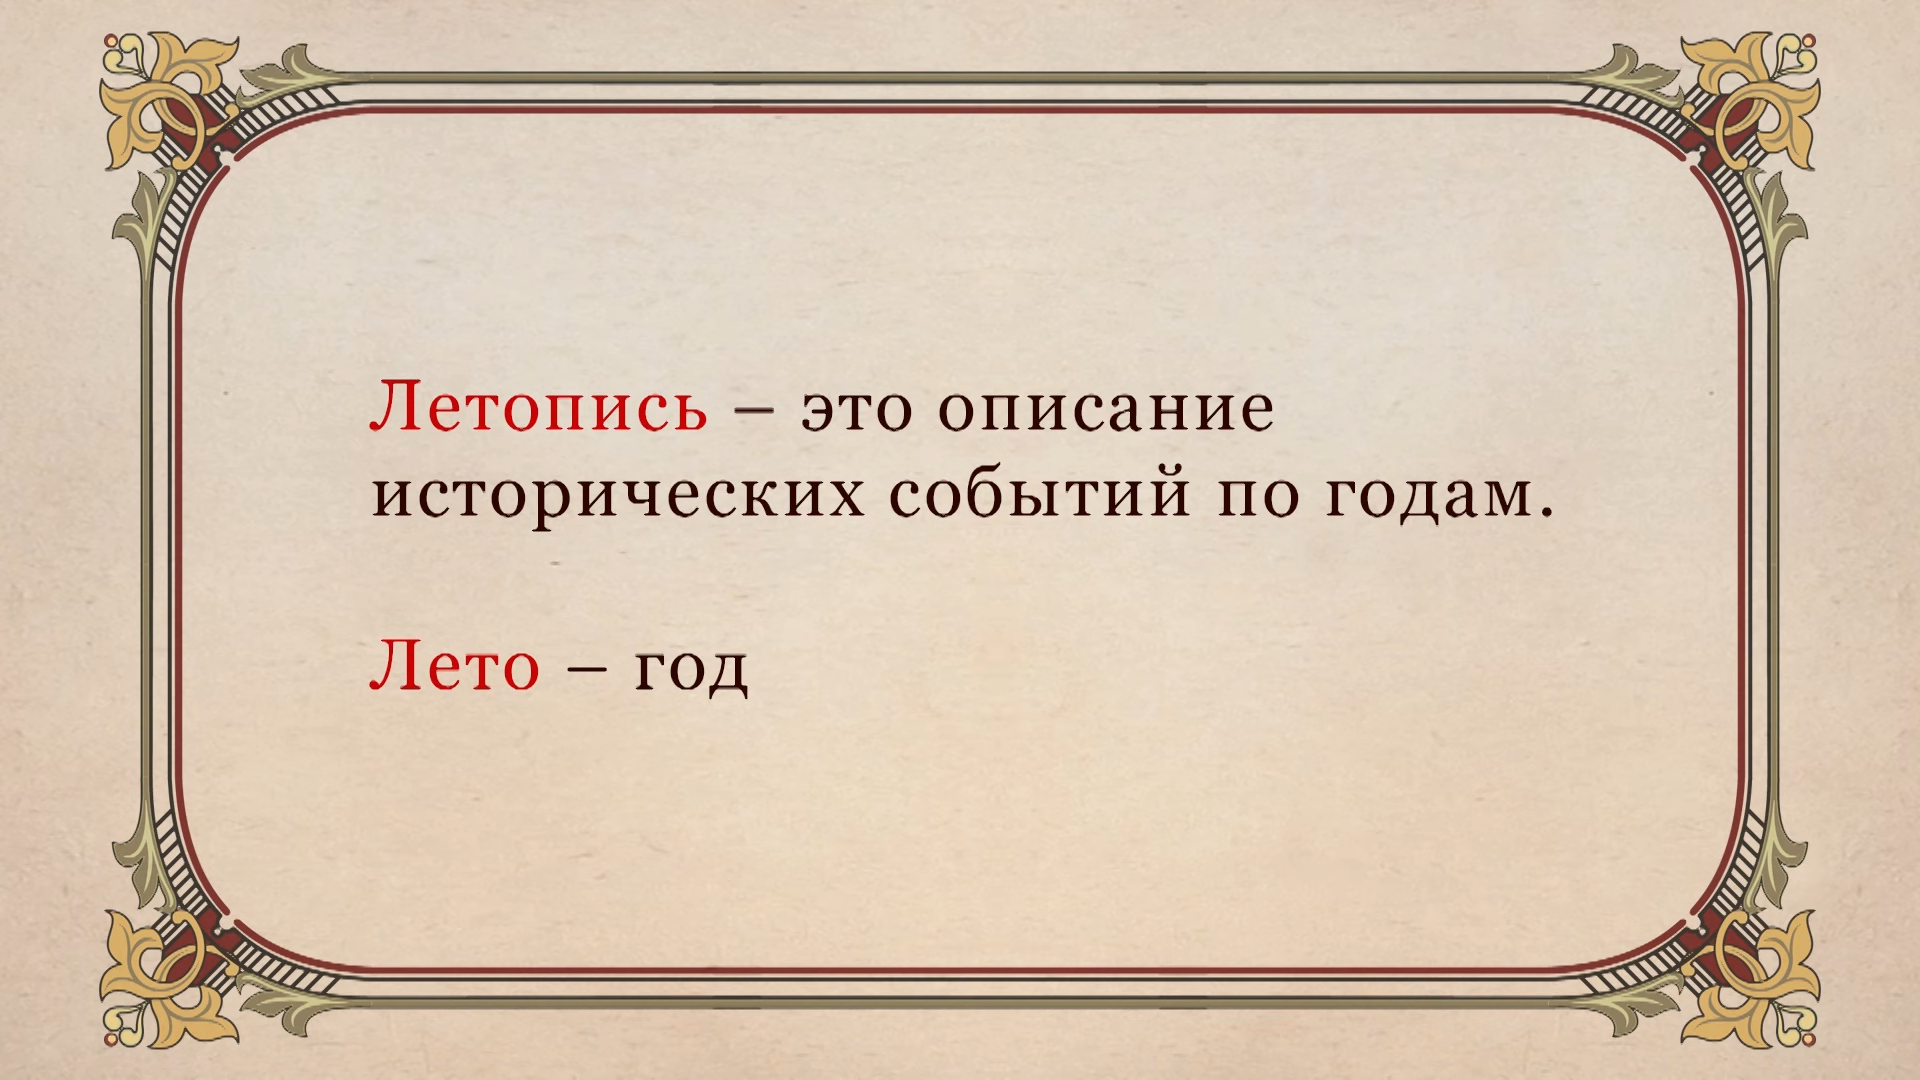 Летопись – это описание
исторических событий по годам.
Лето – год